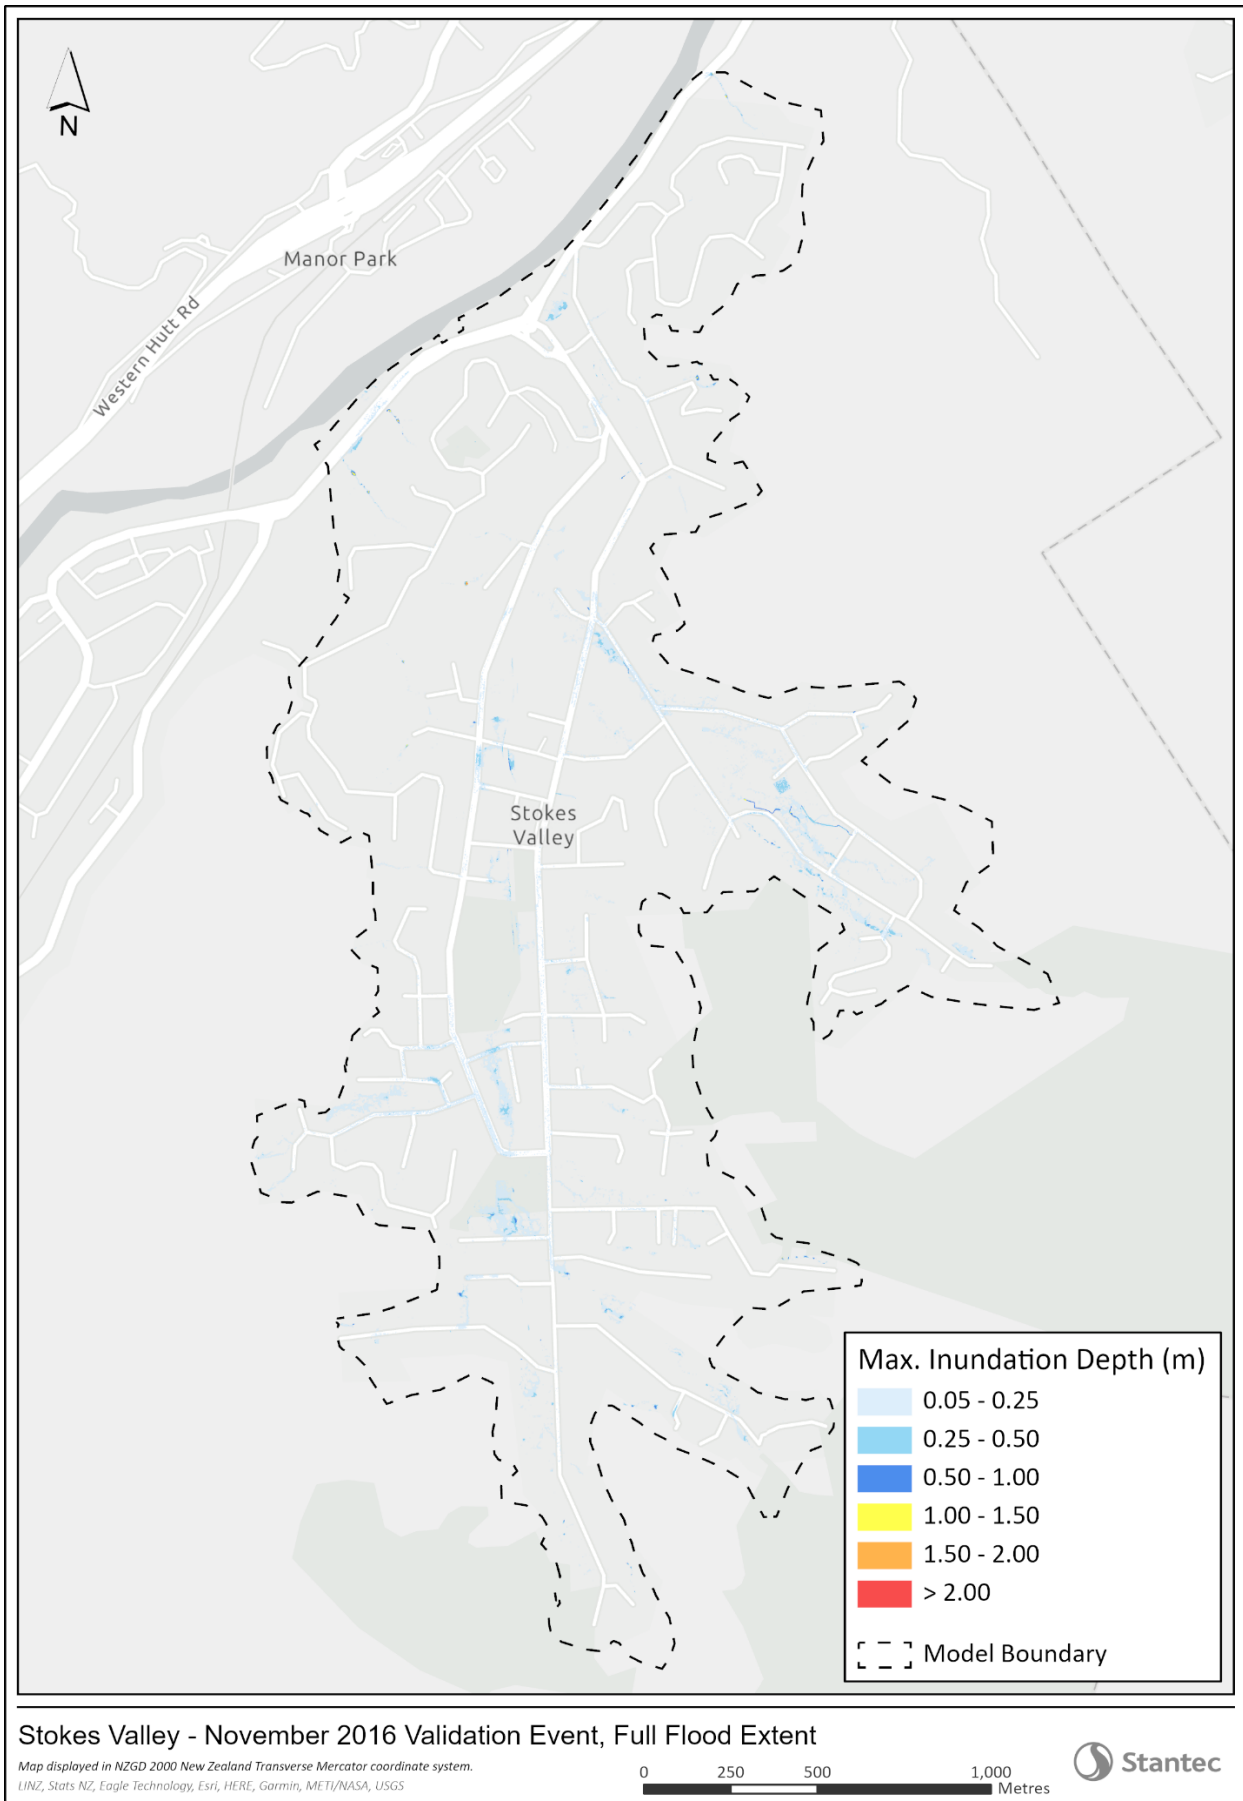 N
Manor Park
Western Hutt Rd
Stokes
Valley
Max. Inundation Depth (m)
0.05 - 0.25
0.25 - 0.50
0.50 - 1.00
1.00 - 1.50
1.50 - 2.00
> 2.00
Model Boundary
Stokes Valley - November 2016 Validation Event, Full Flood Extent
Map displayed in NZGD 2000 New Zealand Transverse Mercator coordinate system.
LINZ, Stats NZ, Eagle Technology, Esri, HERE, Garmin, METI/NASA, USGS
0 250 500 1,000
Metres
Stantec